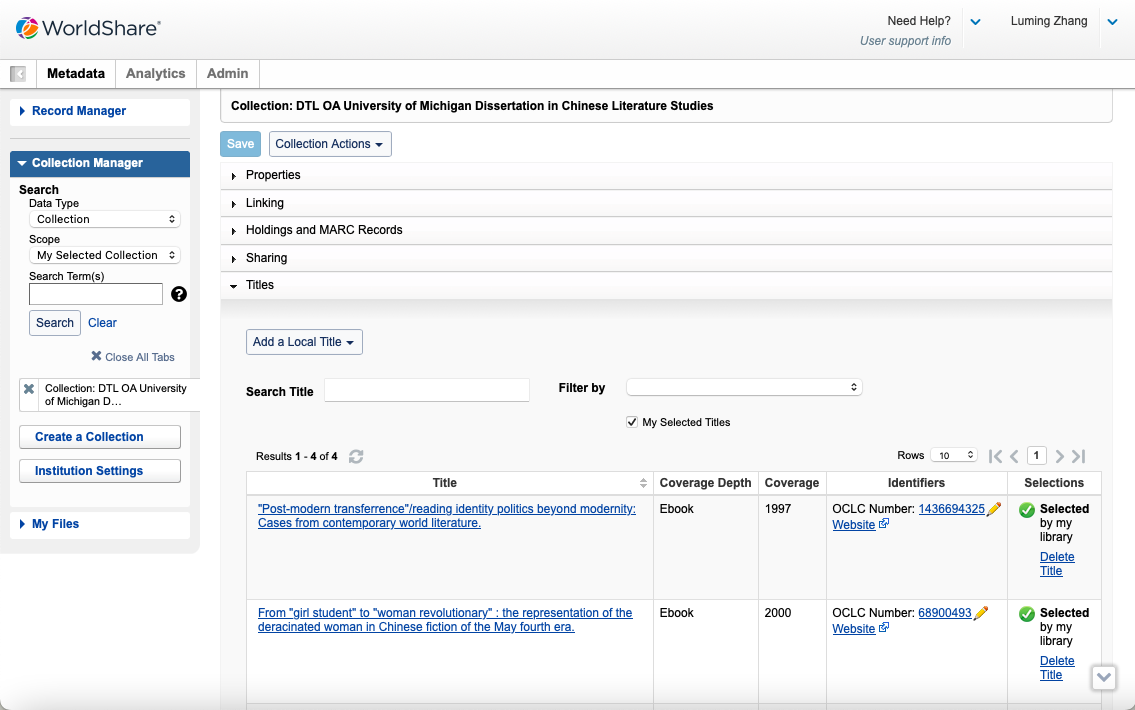 WorldShare®
Need Help?
User support info
Luming Zhang
Metadata
Analytics
Admin
Record Manager
Collection Manager
Search
Data Type
Collection
Scope
My Selected Collection
Search Term(s)
?
Search
Clear
Close All Tabs
Collection: DTL OA University
of Michigan D...
Create a Collection
Institution Settings
My Files
Collection: DTL OA University of Michigan Dissertation in Chinese Literature Studies
Save
Collection Actions
Properties
Linking
Holdings and MARC Records
Sharing
Titles
Add a Local Title
Search Title
Filter by
My Selected Titles
Results 1 - 4 of 4
Rows 10
1
Title Coverage Depth Coverage Identifiers Selections
"Post-modern transferrence"/reading identity politics beyond modernity:
Cases from contemporary world literature.
Ebook
1997
OCLC Number: 1436694325
Website
Selected
by my
library
Delete
Title
From "girl student" to "woman revolutionary" : the representation of the
deracinated woman in Chinese fiction of the May fourth era.
Ebook
2000
OCLC Number: 68900493
Website
Selected
by my
library
Delete
Title